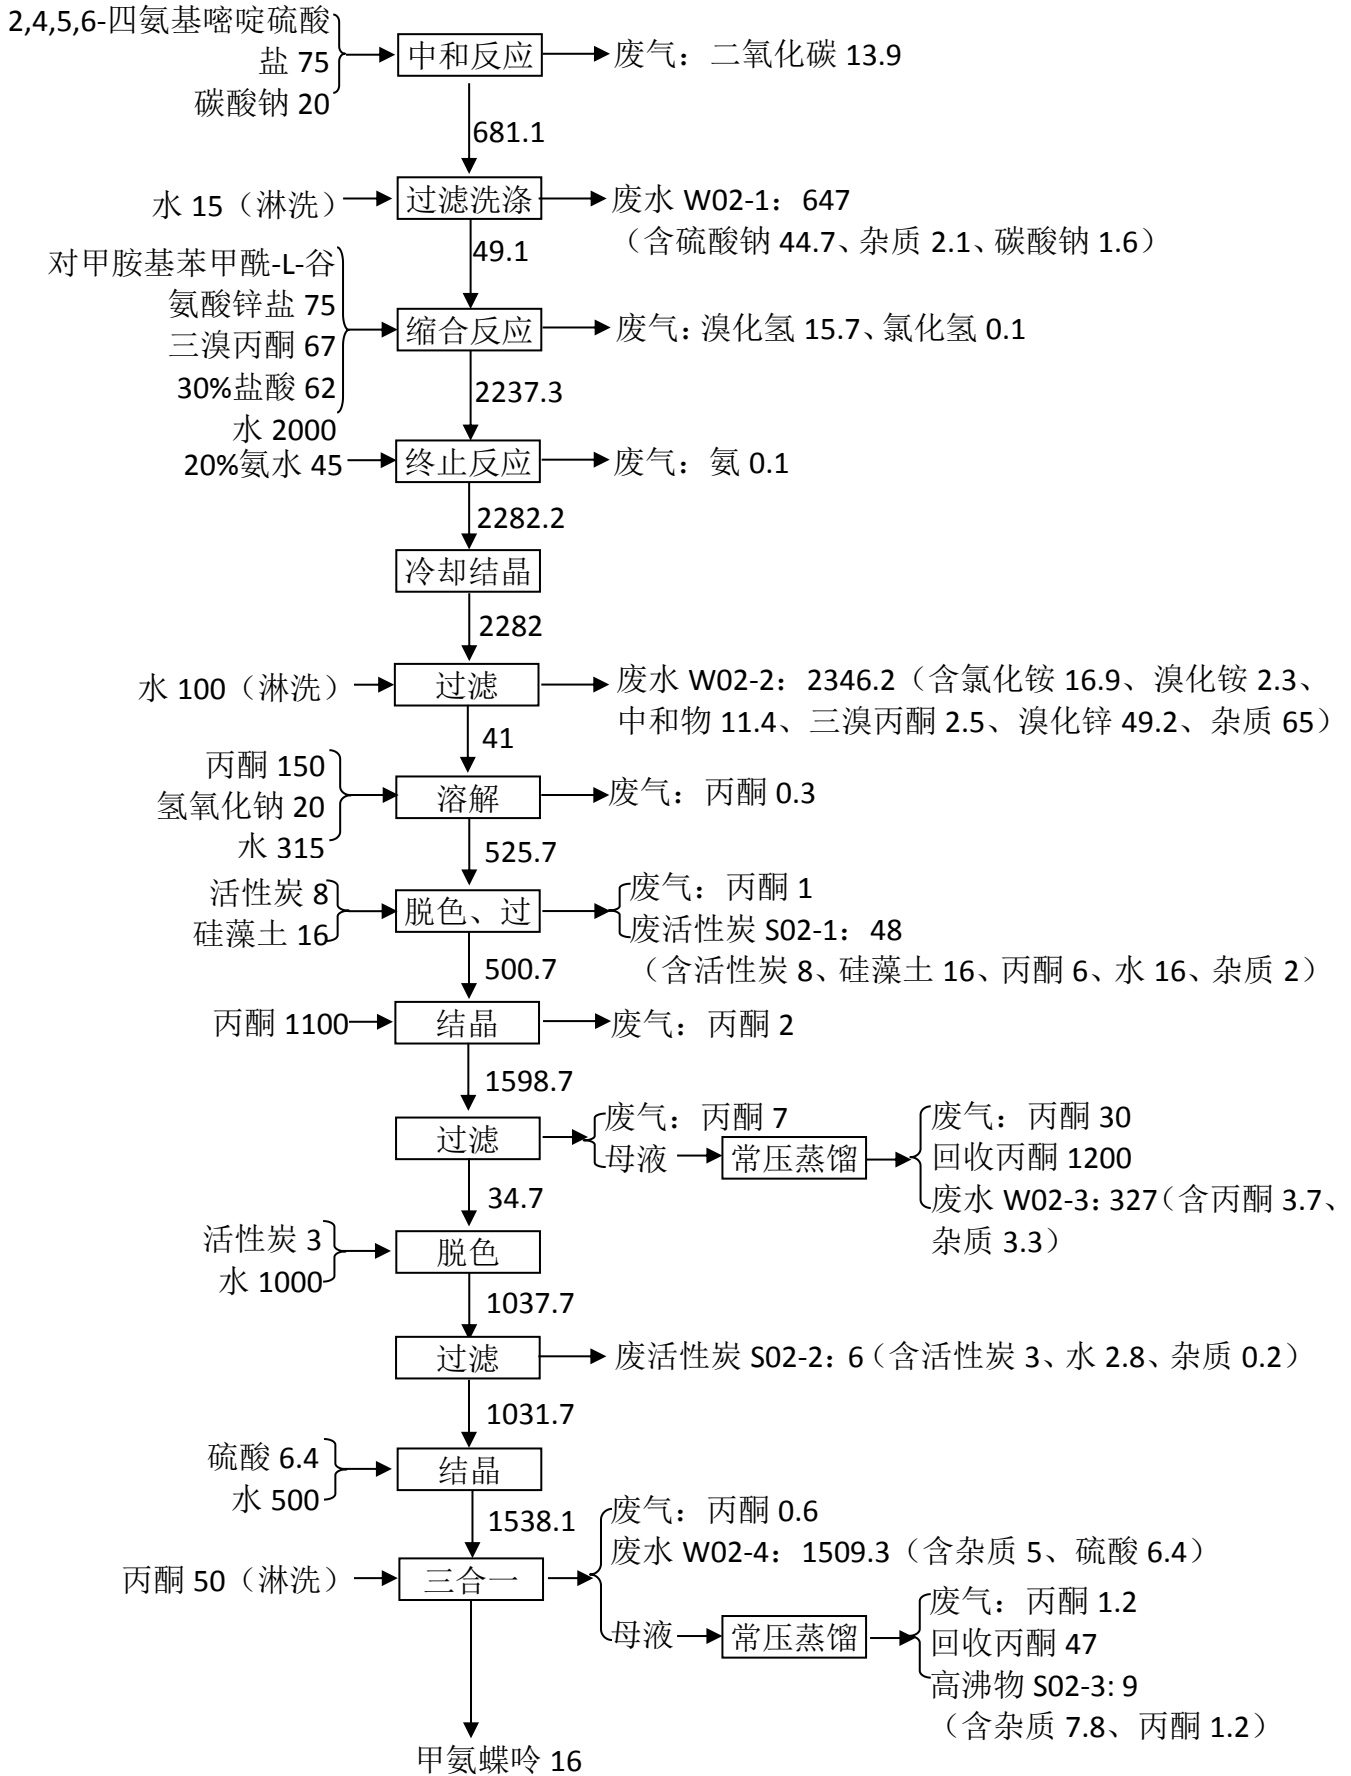 2,4,5,6-四氨基嘧啶硫酸
盐 75
碳酸钠 20
中和反应
废气：二氧化碳 13.9
681.1
水 15（淋洗）
过滤洗涤
废水 W02-1：647
（含硫酸钠 44.7、杂质 2.1、碳酸钠 1.6）
49.1
对甲胺基苯甲酰-L-谷
氨酸锌盐 75
三溴丙酮 67
30%盐酸 62
水 2000
缩合反应
废气：溴化氢 15.7、氯化氢 0.1
2237.3
20%氨水 45
终止反应
废气：氨 0.1
2282.2
冷却结晶
2282
水 100（淋洗）
过滤
废水 W02-2：2346.2（含氯化铵 16.9、溴化铵 2.3、
中和物 11.4、三溴丙酮 2.5、溴化锌 49.2、杂质 65）
41
丙酮 150
氢氧化钠 20
水 315
溶解
废气：丙酮 0.3
525.7
活性炭 8
硅藻土 16
脱色、过
废气：丙酮 1
废活性炭 S02-1：48
（含活性炭 8、硅藻土 16、丙酮 6、水 16、杂质 2）
500.7
丙酮 1100
结晶
废气：丙酮 2
1598.7
过滤
废气：丙酮 7
母液
常压蒸馏
废气：丙酮 30
回收丙酮 1200
废水 W02-3：327（含丙酮 3.7、
杂质 3.3）
34.7
活性炭 3
水 1000
脱色
1037.7
过滤
废活性炭 S02-2：6（含活性炭 3、水 2.8、杂质 0.2）
1031.7
硫酸 6.4
水 500
结晶
1538.1
丙酮 50（淋洗）
三合一
废气：丙酮 0.6
废水 W02-4：1509.3（含杂质 5、硫酸 6.4）
母液
常压蒸馏
废气：丙酮 1.2
回收丙酮 47
高沸物 S02-3: 9
（含杂质 7.8、丙酮 1.2）
甲氨蝶呤 16